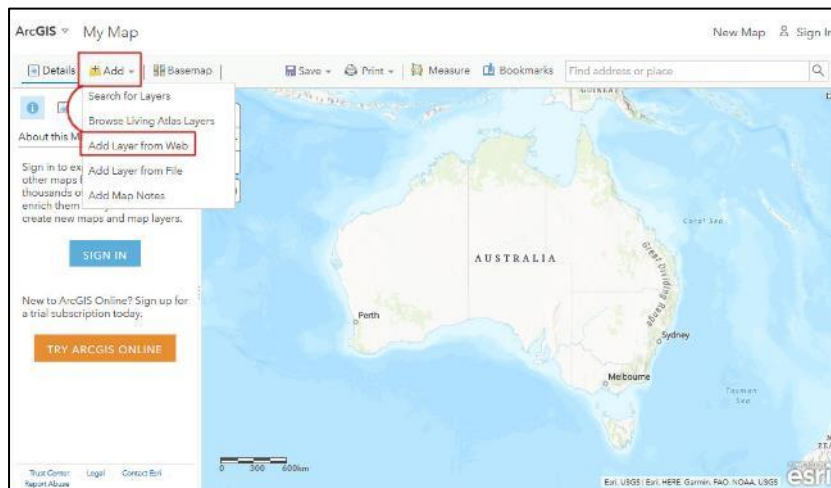 ArcGIS My Map New Map Sign In
Details Add Basemap Save Print Measure Bookmarks Find address or place
Search for Layers
Browse Living Atlas Layers
About this M
Add Layer from Web
Sign in to ex
other maps
Add Layer from File
thousands o
enrich them
Add Map Notes
create new maps and map layers.
SIGN IN
New to ArcGIS Online? Sign up for
a trial subscription today.
TRY ARCGIS ONLINE
Trust Center Legal Contact Esri
Report Abuse
GUINEA
Coral Sea
AUSTRALIA
Great Dividing Range
Perth
Sydney
Melbourne
Tasman
Sea
0 300 600km
Esri, USGS | Esri, HERE, Garmin, FAO, NOAA, USGS
esri